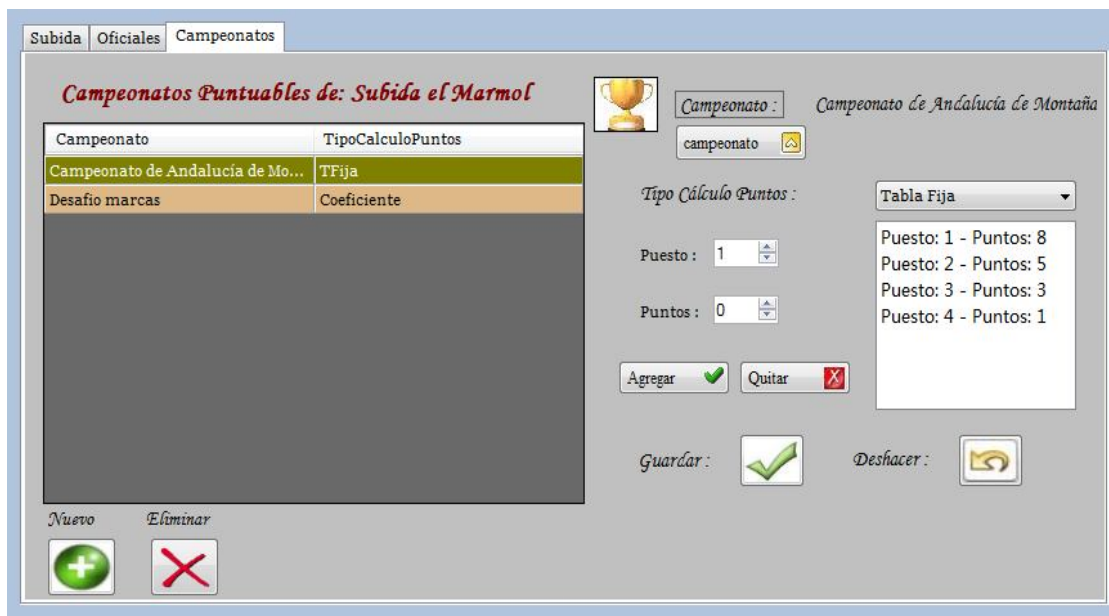 Subida Oficiales Campeonatos
Campeonatos Puntuables de: Subida el Marmol
Campeonato TipoCalculoPuntos
Campeonato de Andalucía de Mo... TFija
Desafio marcas Coeficiente
Nuevo Eliminar
Campeonato : Campeonato de Andalucía de Montaña
campeonato
Tipo Cálculo Puntos : Tabla Fija
Puesto : 1
Puntos : 0
Puesto: 1 - Puntos: 8
Puesto: 2 - Puntos: 5
Puesto: 3 - Puntos: 3
Puesto: 4 - Puntos: 1
Agregar Quitar
Guardar : Deshacer :